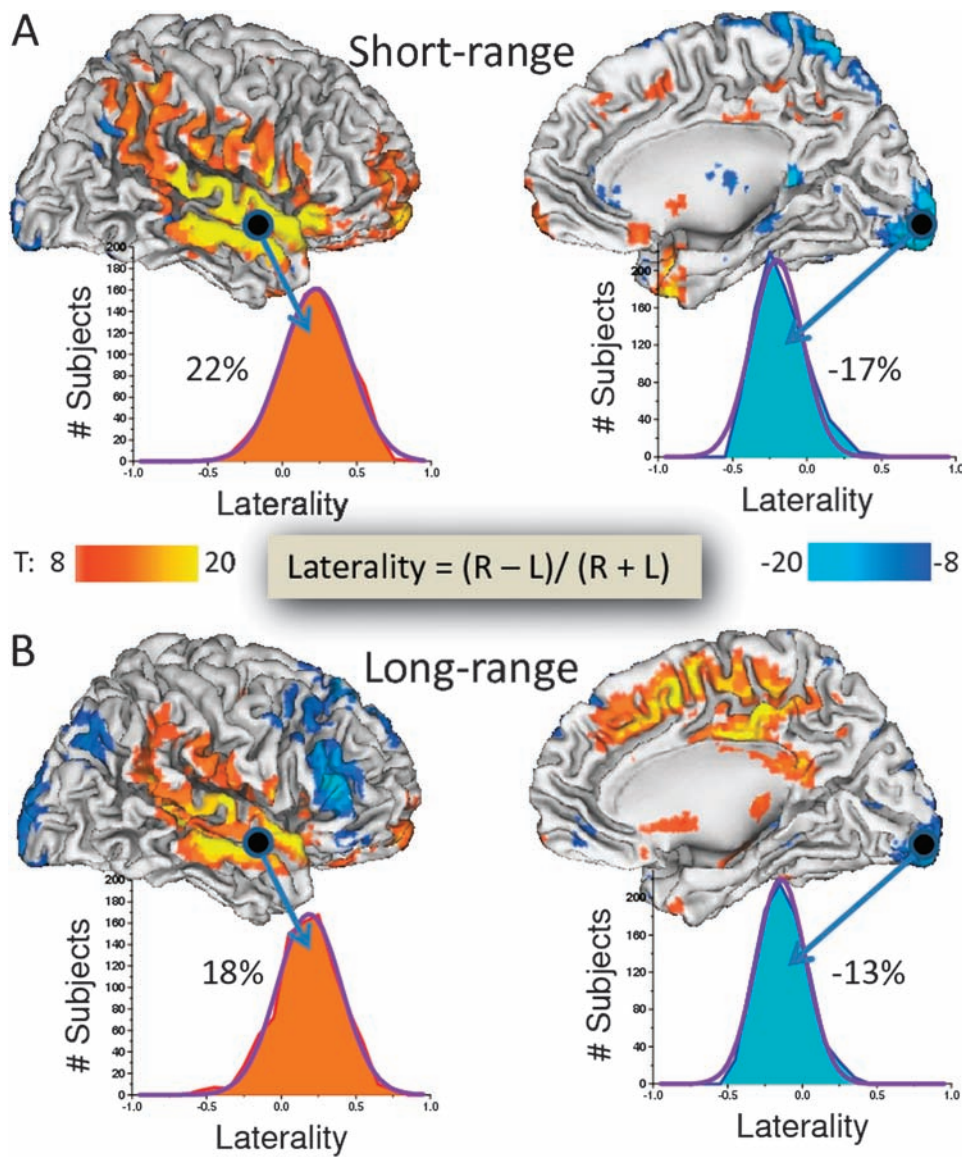 A
Short-range
200
180
160
140
120
100
80
60
40
20
0
# Subjects
22%
-1.0 -0.5 0.0 0.5 1.0
Laterality
200
160
120
80
40
0
# Subjects
-17%
-1.0 -0.5 0.0 0.5 1.0
Laterality
T: 8 20
Laterality = (R – L)/ (R + L)
-20 -8
B
Long-range
200
180
160
140
120
100
80
60
40
20
0
# Subjects
18%
-1.0 -0.5 0.0 0.5 1.0
Laterality
200
160
120
80
40
0
# Subjects
-13%
-1.0 -0.5 0.0 0.5 1.0
Laterality